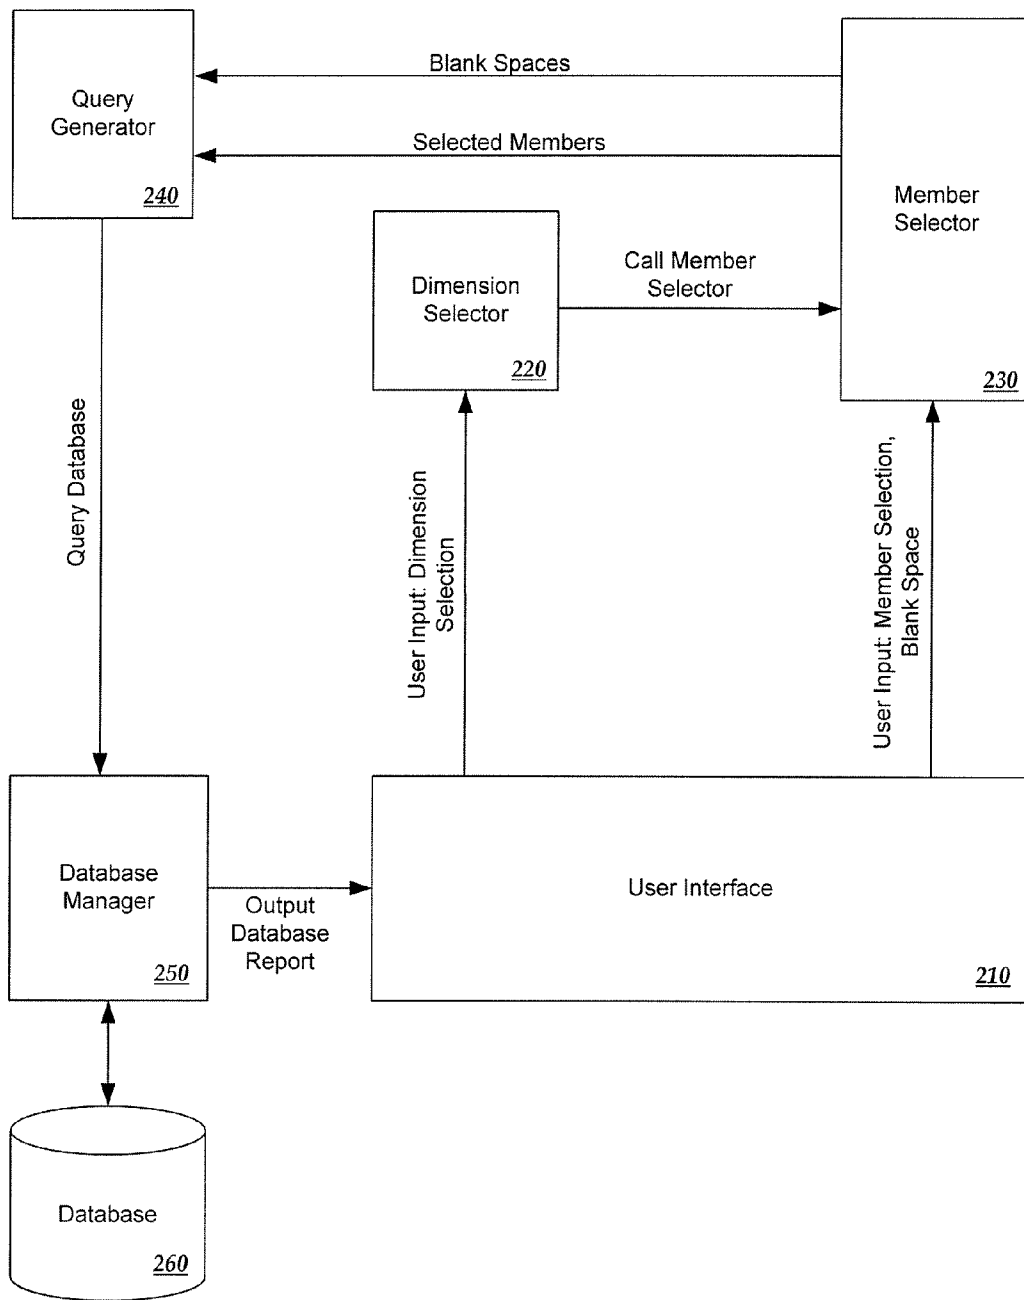 Blank Spaces
Query
Generator
240
Selected Members
Member
Selector
230
Dimension
Selector
220
Call Member
Selector
Query Database
User Input: Dimension
Selection
User Input: Member Selection,
Blank Space
Database
Manager
250
Output
Database
Report
User Interface
210
Database
260